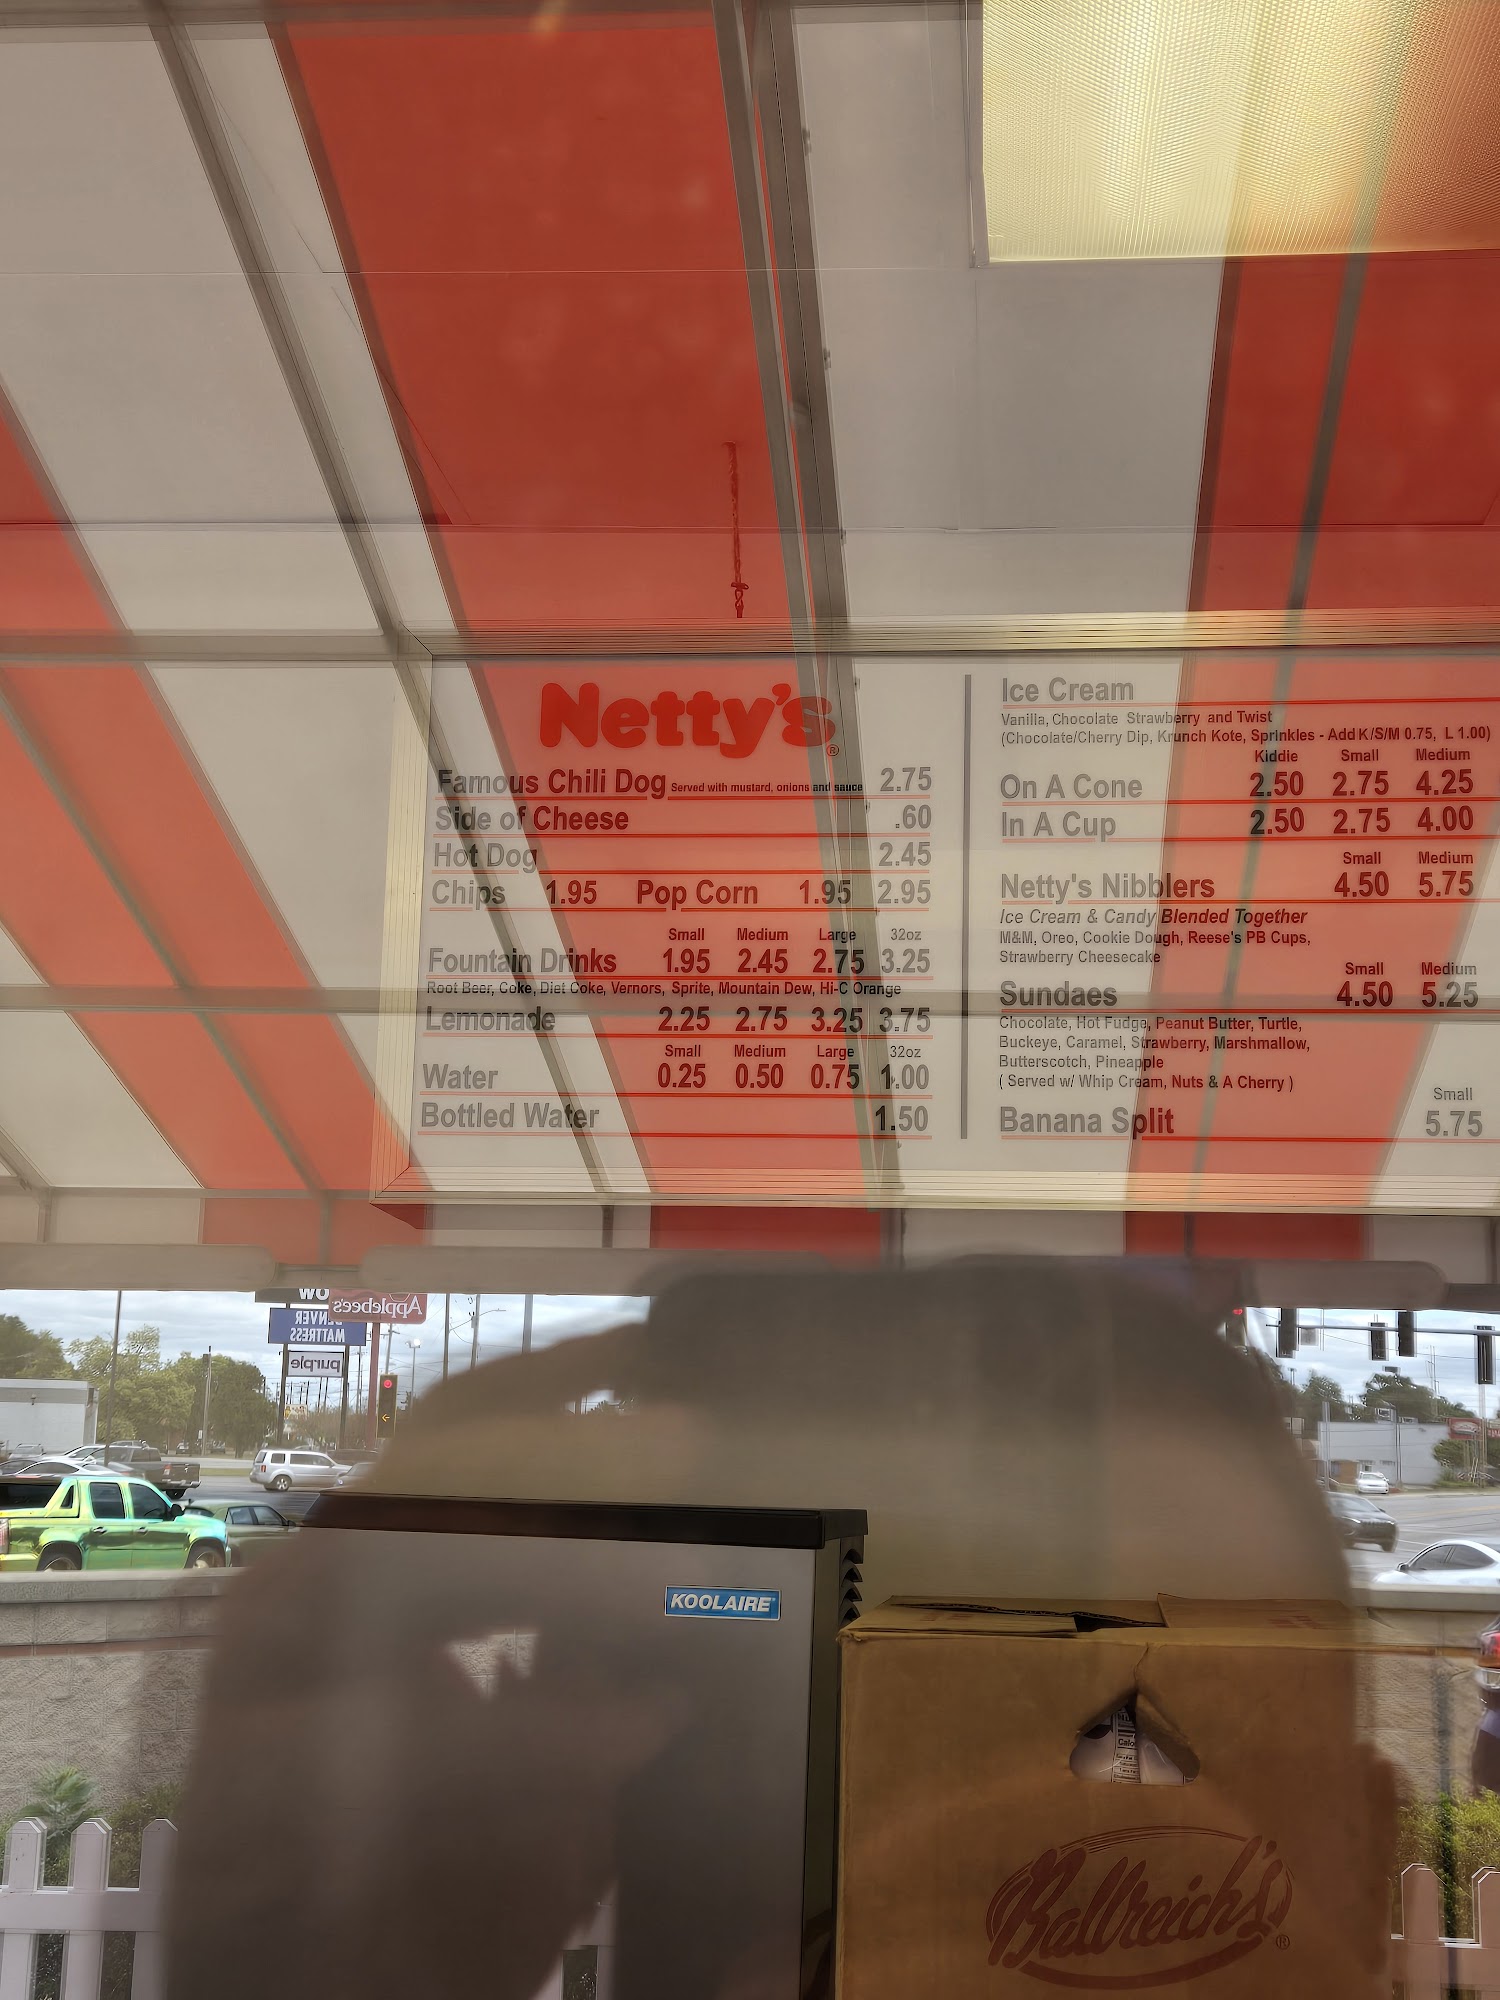 Netty's®
Famous Chili Dog Served with mustard, onions and sauce 2.75
Side of Cheese .60
Hot Dog 2.45
Chips 1.95 Pop Corn 1.95 2.95
Small Medium Large 32oz
Fountain Drinks 1.95 2.45 2.75 3.25
Root Beer, Coke, Diet Coke, Vernors, Sprite, Mountain Dew, Hi-C Orange
Lemonade 2.25 2.75 3.25 3.75
Small Medium Large 32oz
Water 0.25 0.50 0.75 1.00
Bottled Water 1.50
Ice Cream
Vanilla, Chocolate Strawberry and Twist
(Chocolate/Cherry Dip, Krunch Kote, Sprinkles - Add K/S/M 0.75, L 1.00)
Kiddie Small Medium
On A Cone 2.50 2.75 4.25
In A Cup 2.50 2.75 4.00
Small Medium
Netty's Nibblers 4.50 5.75
Ice Cream & Candy Blended Together
M&M, Oreo, Cookie Dough, Reese's PB Cups,
Strawberry Cheesecake
Small Medium
Sundaes 4.50 5.25
Chocolate, Hot Fudge, Peanut Butter, Turtle,
Buckeye, Caramel, Strawberry, Marshmallow,
Butterscotch, Pineapple
( Served w/ Whip Cream, Nuts & A Cherry )
Small
Banana Split 5.75
Applebee's
DENVER
MATTRESS
purple
KOOLAIRE
Ballreich's®